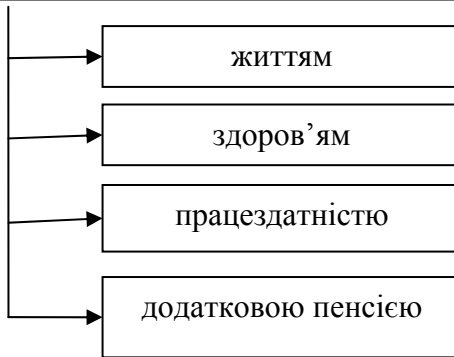 життям
здоров’ям
працездатністю
додатковою пенсією